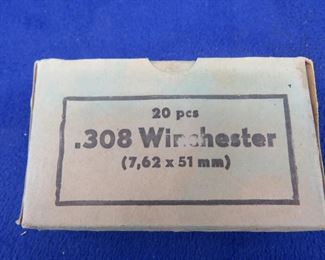 20 pcs
.308 Winchester
(7,62 x 51 mm)